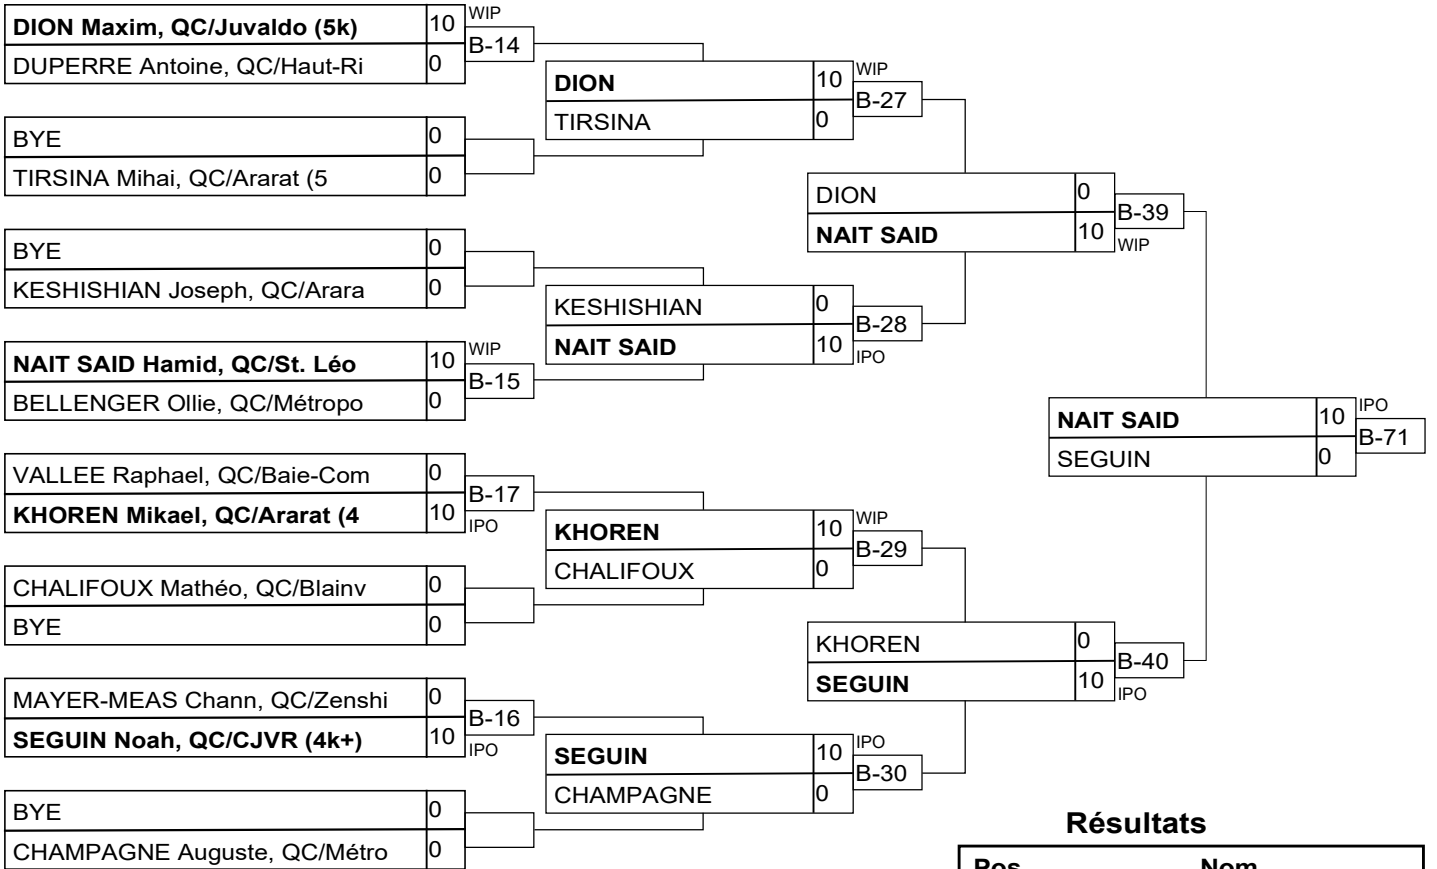 DION Maxim, QC/Juvaldo (5k) 10 WIP
B-14
DUPERRE Antoine, QC/Haut-Ri 0
BYE 0
TIRSINA Mihai, QC/Ararat (5 0
BYE 0
KESHISHIAN Joseph, QC/Arara 0
NAIT SAID Hamid, QC/St. Léo 10 WIP
B-15
BELLENGER Ollie, QC/Métropo 0
VALLEE Raphael, QC/Baie-Com 0
B-17
KHOREN Mikael, QC/Ararat (4 10 IPO
CHALIFOUX Mathéo, QC/Blainv 0
BYE 0
MAYER-MEAS Chann, QC/Zenshi 0
B-16
SEGUIN Noah, QC/CJVR (4k+) 10 IPO
BYE 0
CHAMPAGNE Auguste, QC/Métro 0
DION 10 WIP
B-27
TIRSINA 0
KESHISHIAN 0
B-28
NAIT SAID 10 IPO
KHOREN 10 WIP
B-29
CHALIFOUX 0
SEGUIN 10 IPO
B-30
CHAMPAGNE 0
DION 0
B-39
NAIT SAID 10 WIP
KHOREN 0
B-40
SEGUIN 10 IPO
NAIT SAID 10 IPO
B-71
SEGUIN 0
Résultats
Pos Nom